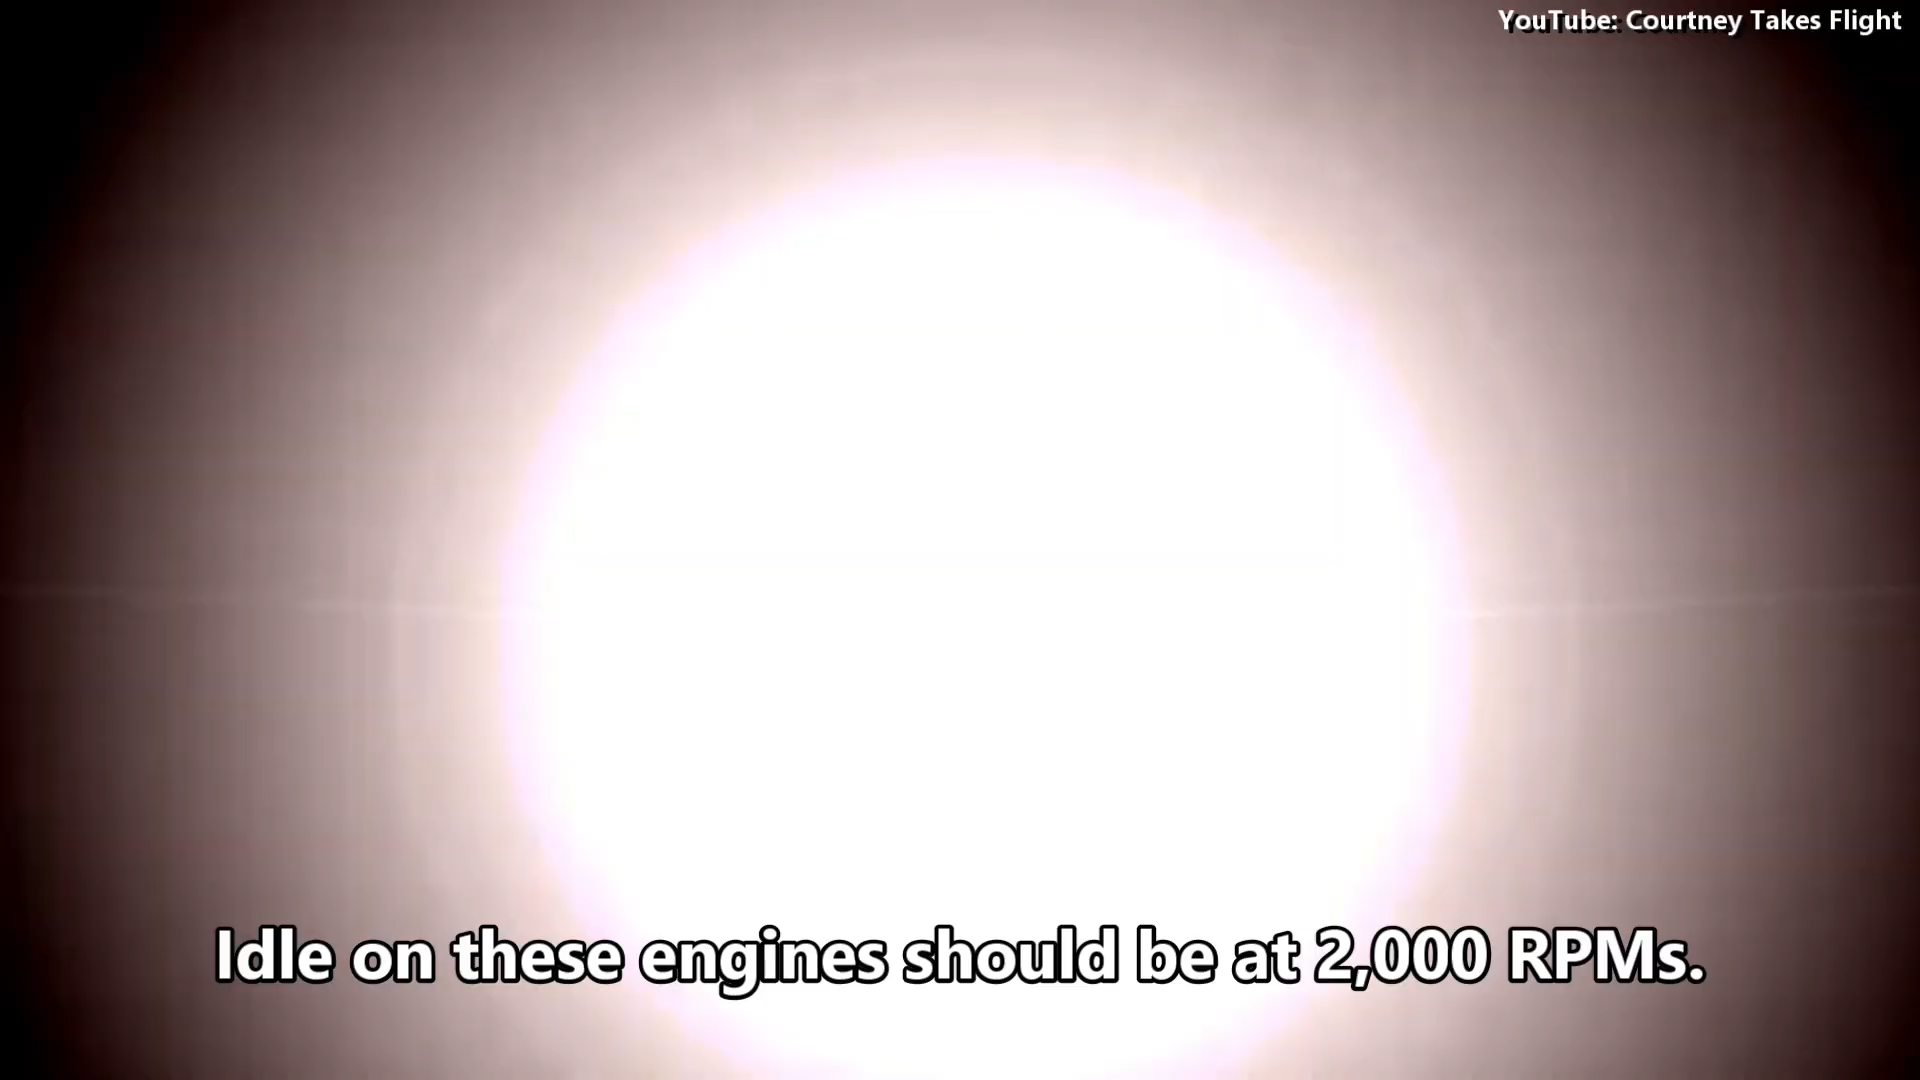 YouTube: Courtney Takes Flight
Idle on these engines should be at 2,000 RPMs.